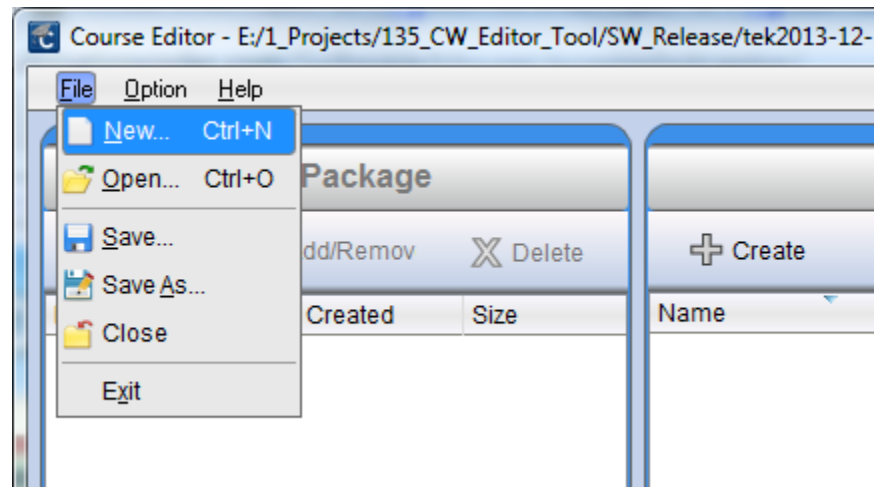 Course Editor - E:/1_Projects/135_CW_Editor_Tool/SW_Release/tek2013-12-
File Option Help
New... Ctrl+N
Open... Ctrl+O
Save...
Save As...
Close
Exit
Package
dd/Remov Delete
Created Size
Create
Name